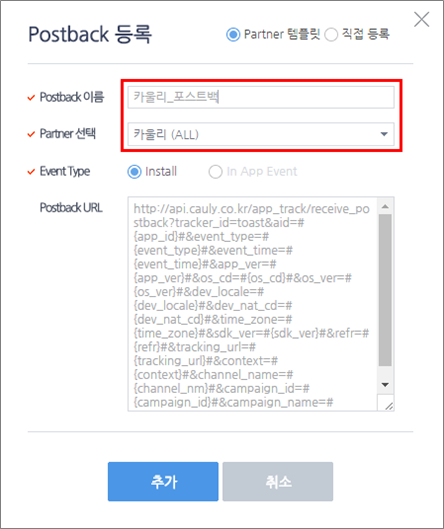 Postback 등록
Partner 템플릿 직접 등록
Postback 이름 카울리_포스트백
Partner 선택 카울리 (ALL)
Event Type Install In App Event
Postback URL
http://api.cauly.co.kr/app_track/receive_po
stback?tracker_id=toast&aid=#
{app_id}#&event_type=#
{event_type}#&event_time=#
{event_time}#&app_ver=#
{app_ver}#&os_cd=#{os_cd}#&os_ver=#
{os_ver}#&dev_locale=#
{dev_locale}#&dev_nat_cd=#
{dev_nat_cd}#&time_zone=#
{time_zone}#&sdk_ver=#{sdk_ver}#&refr=#
{refr}#&tracking_url=#
{tracking_url}#&context=#
{context}#&channel_name=#
{channel_nm}#&campaign_id=#
{campaign_id}#&campaign_name=#
추가 취소